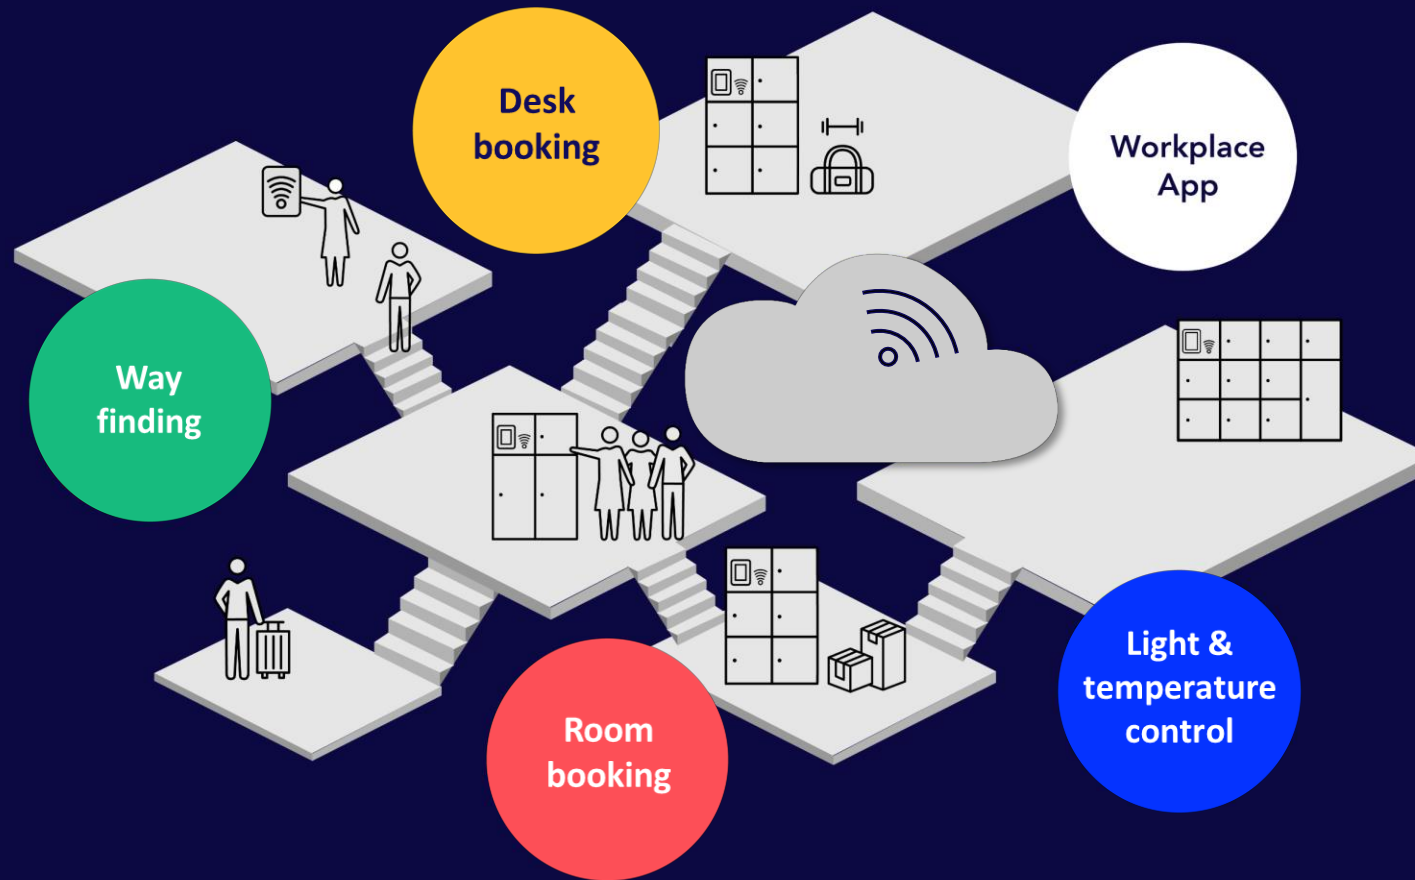 Desk
booking
Workplace
App
Way
finding
Light &
temperature
control
Room
booking